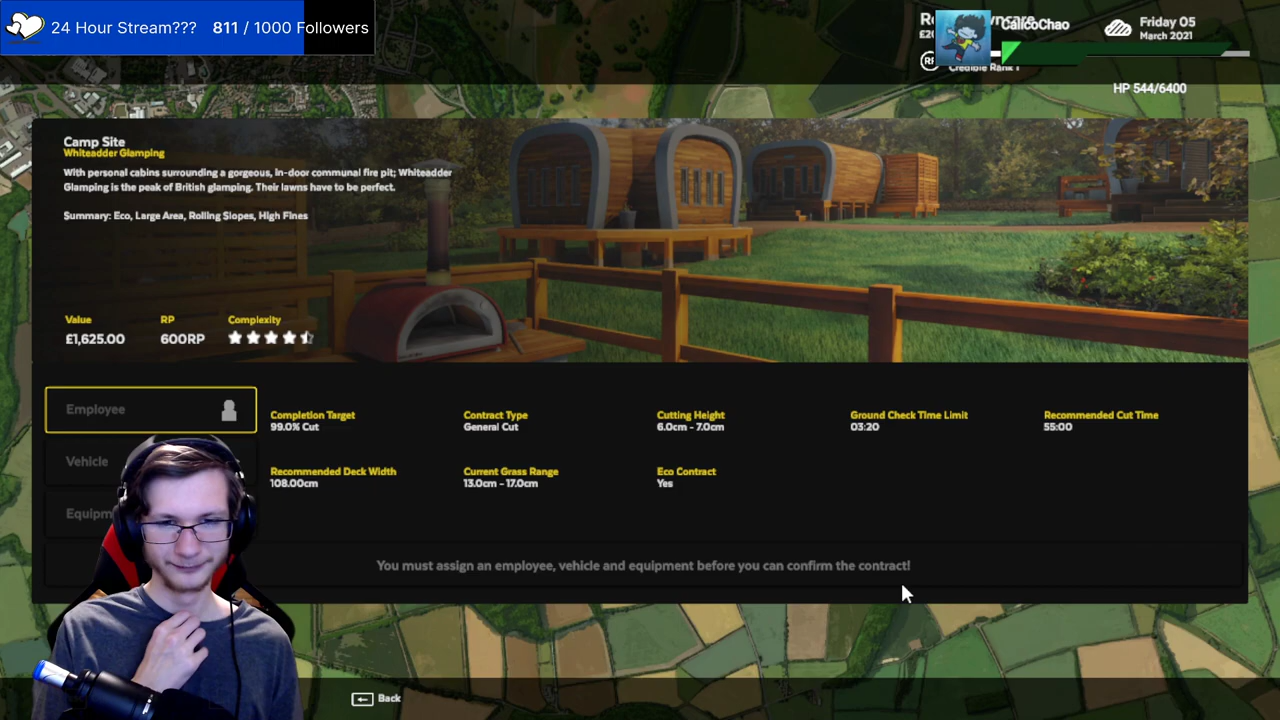 24 Hour Stream??? 811 / 1000 Followers
CalicoChao
Friday 05
March 2021
Credible Rank 1
HP 544/6400
Camp Site
Whiteadder Glamping
With personal cabins surrounding a gorgeous, in-door communal fire pit; Whiteadder
Glamping is the peak of British glamping. Their lawns have to be perfect.
Summary: Eco, Large Area, Rolling Slopes, High Fines
Value RP Complexity
£1,625.00 600RP
Employee
Vehicle
Equipm
Completion Target
99.0% Cut
Contract Type
General Cut
Cutting Height
6.0cm - 7.0cm
Ground Check Time Limit
03:20
Recommended Cut Time
55:00
Recommended Deck Width
108.00cm
Current Grass Range
13.0cm - 17.0cm
Eco Contract
Yes
You must assign an employee, vehicle and equipment before you can confirm the contract!
Back